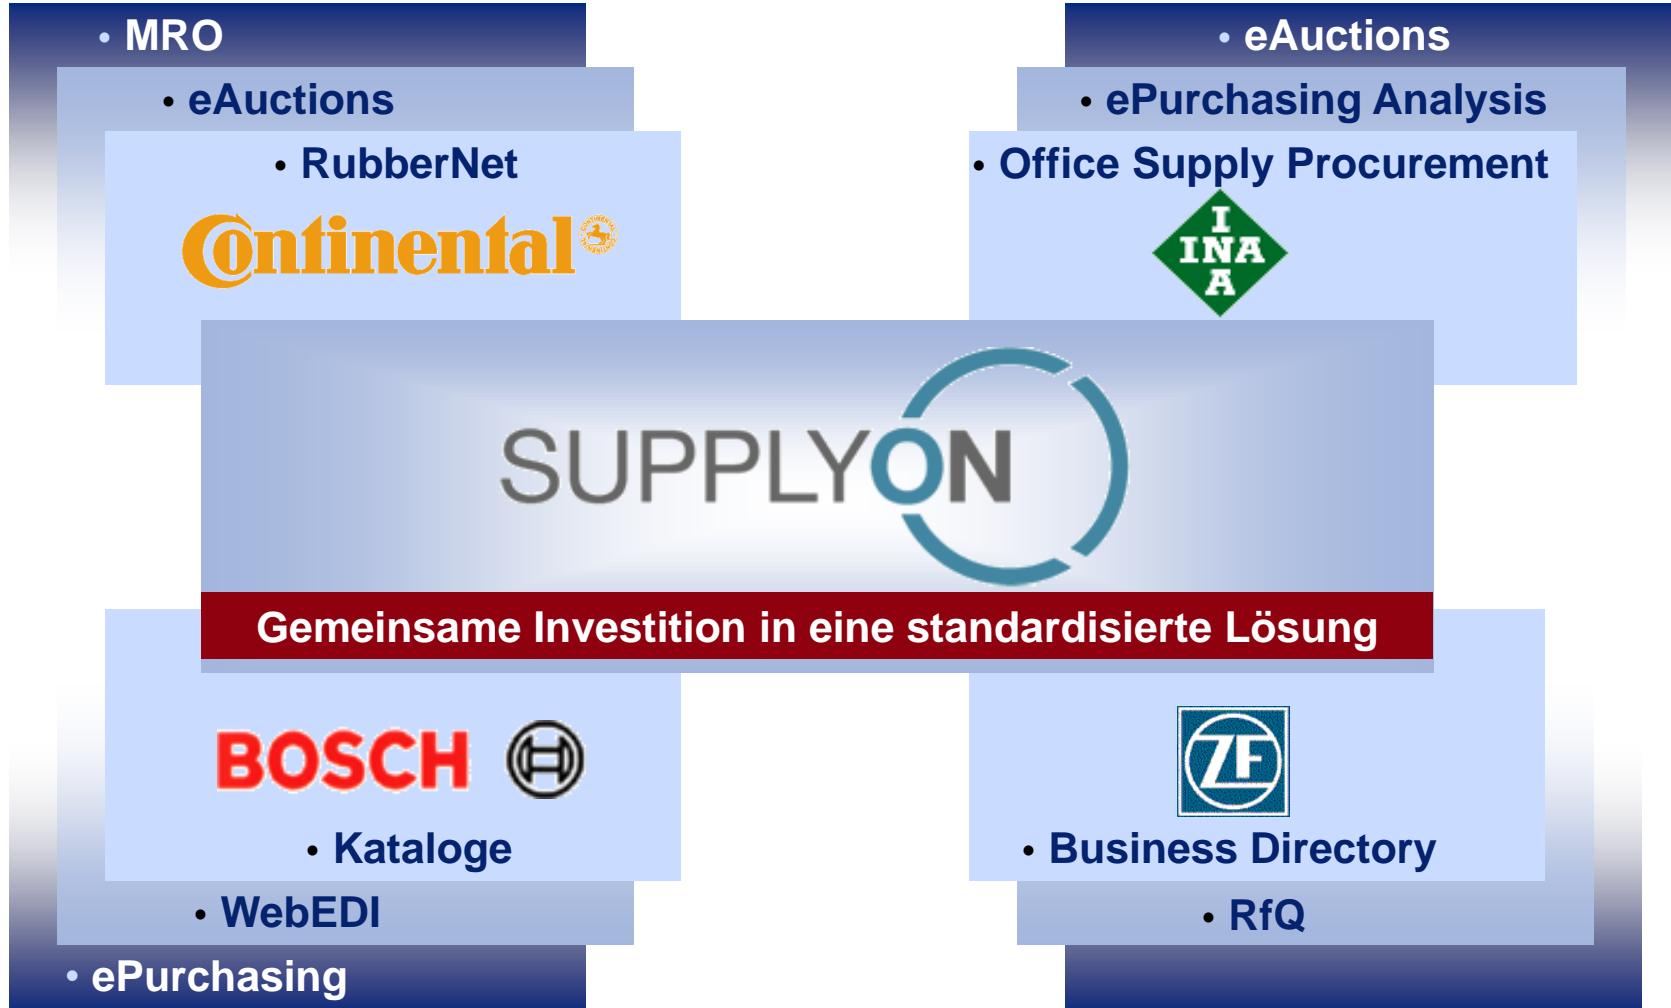 • MRO
• eAuctions
• RubberNet
Continental
• eAuctions
• ePurchasing Analysis
• Office Supply Procurement
I
INA
A
SUPPLYON
Gemeinsame Investition in eine standardisierte Lösung
BOSCH
• Kataloge
• WebEDI
• ePurchasing
ZF
• Business Directory
• RfQ